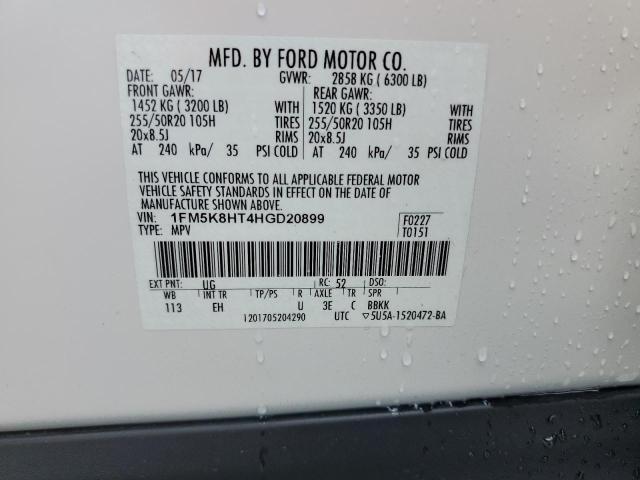 MFD. BY FORD MOTOR CO.
DATE: 05/17 GVWR: 2858 KG ( 6300 LB)
FRONT GAWR: REAR GAWR:
1452 KG ( 3200 LB) WITH 1520 KG ( 3350 LB) WITH
255/50R20 105H TIRES 255/50R20 105H TIRES
20x8.5J RIMS 20x8.5J RIMS
AT 240 kPa/ 35 PSI COLD AT 240 kPa/ 35 PSI COLD
THIS VEHICLE CONFORMS TO ALL APPLICABLE FEDERAL MOTOR
VEHICLE SAFETY STANDARDS IN EFFECT ON THE DATE OF
MANUFACTURE SHOWN ABOVE.
VIN: 1FM5K8HT4HGD20899 F0227
TYPE: MPV T0151
EXT PNT: UG RC: 52 DSO:
WB INT TR TP/PS R AXLE TR SPR
113 EH U 3E C BBKK
1201705204290 UTC ▽5U5A-1520472-BA